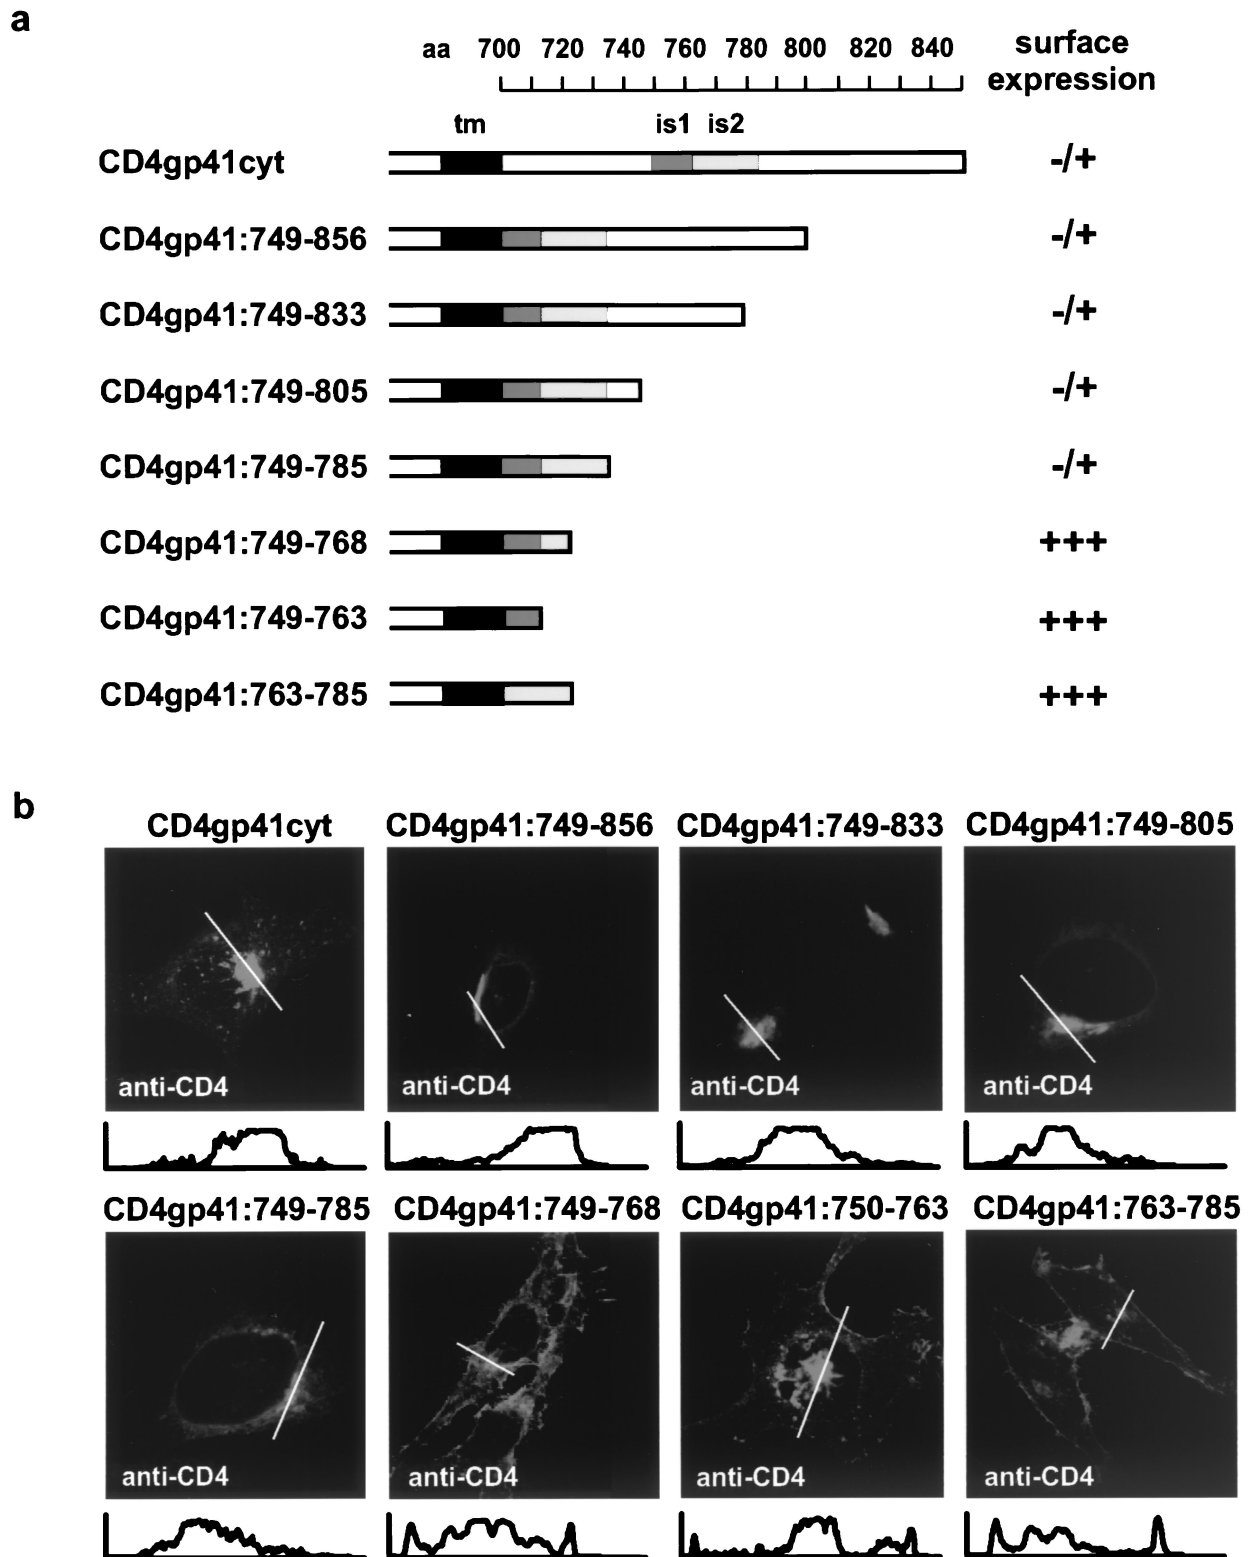 a
aa 700 720 740 760 780 800 820 840
surface
expression
tm is1 is2
CD4gp41cyt -/+
CD4gp41:749-856 -/+
CD4gp41:749-833 -/+
CD4gp41:749-805 -/+
CD4gp41:749-785 -/+
CD4gp41:749-768 +++
CD4gp41:749-763 +++
CD4gp41:763-785 +++
b
CD4gp41cyt CD4gp41:749-856 CD4gp41:749-833 CD4gp41:749-805
anti-CD4 anti-CD4 anti-CD4 anti-CD4
CD4gp41:749-785 CD4gp41:749-768 CD4gp41:750-763 CD4gp41:763-785
anti-CD4 anti-CD4 anti-CD4 anti-CD4